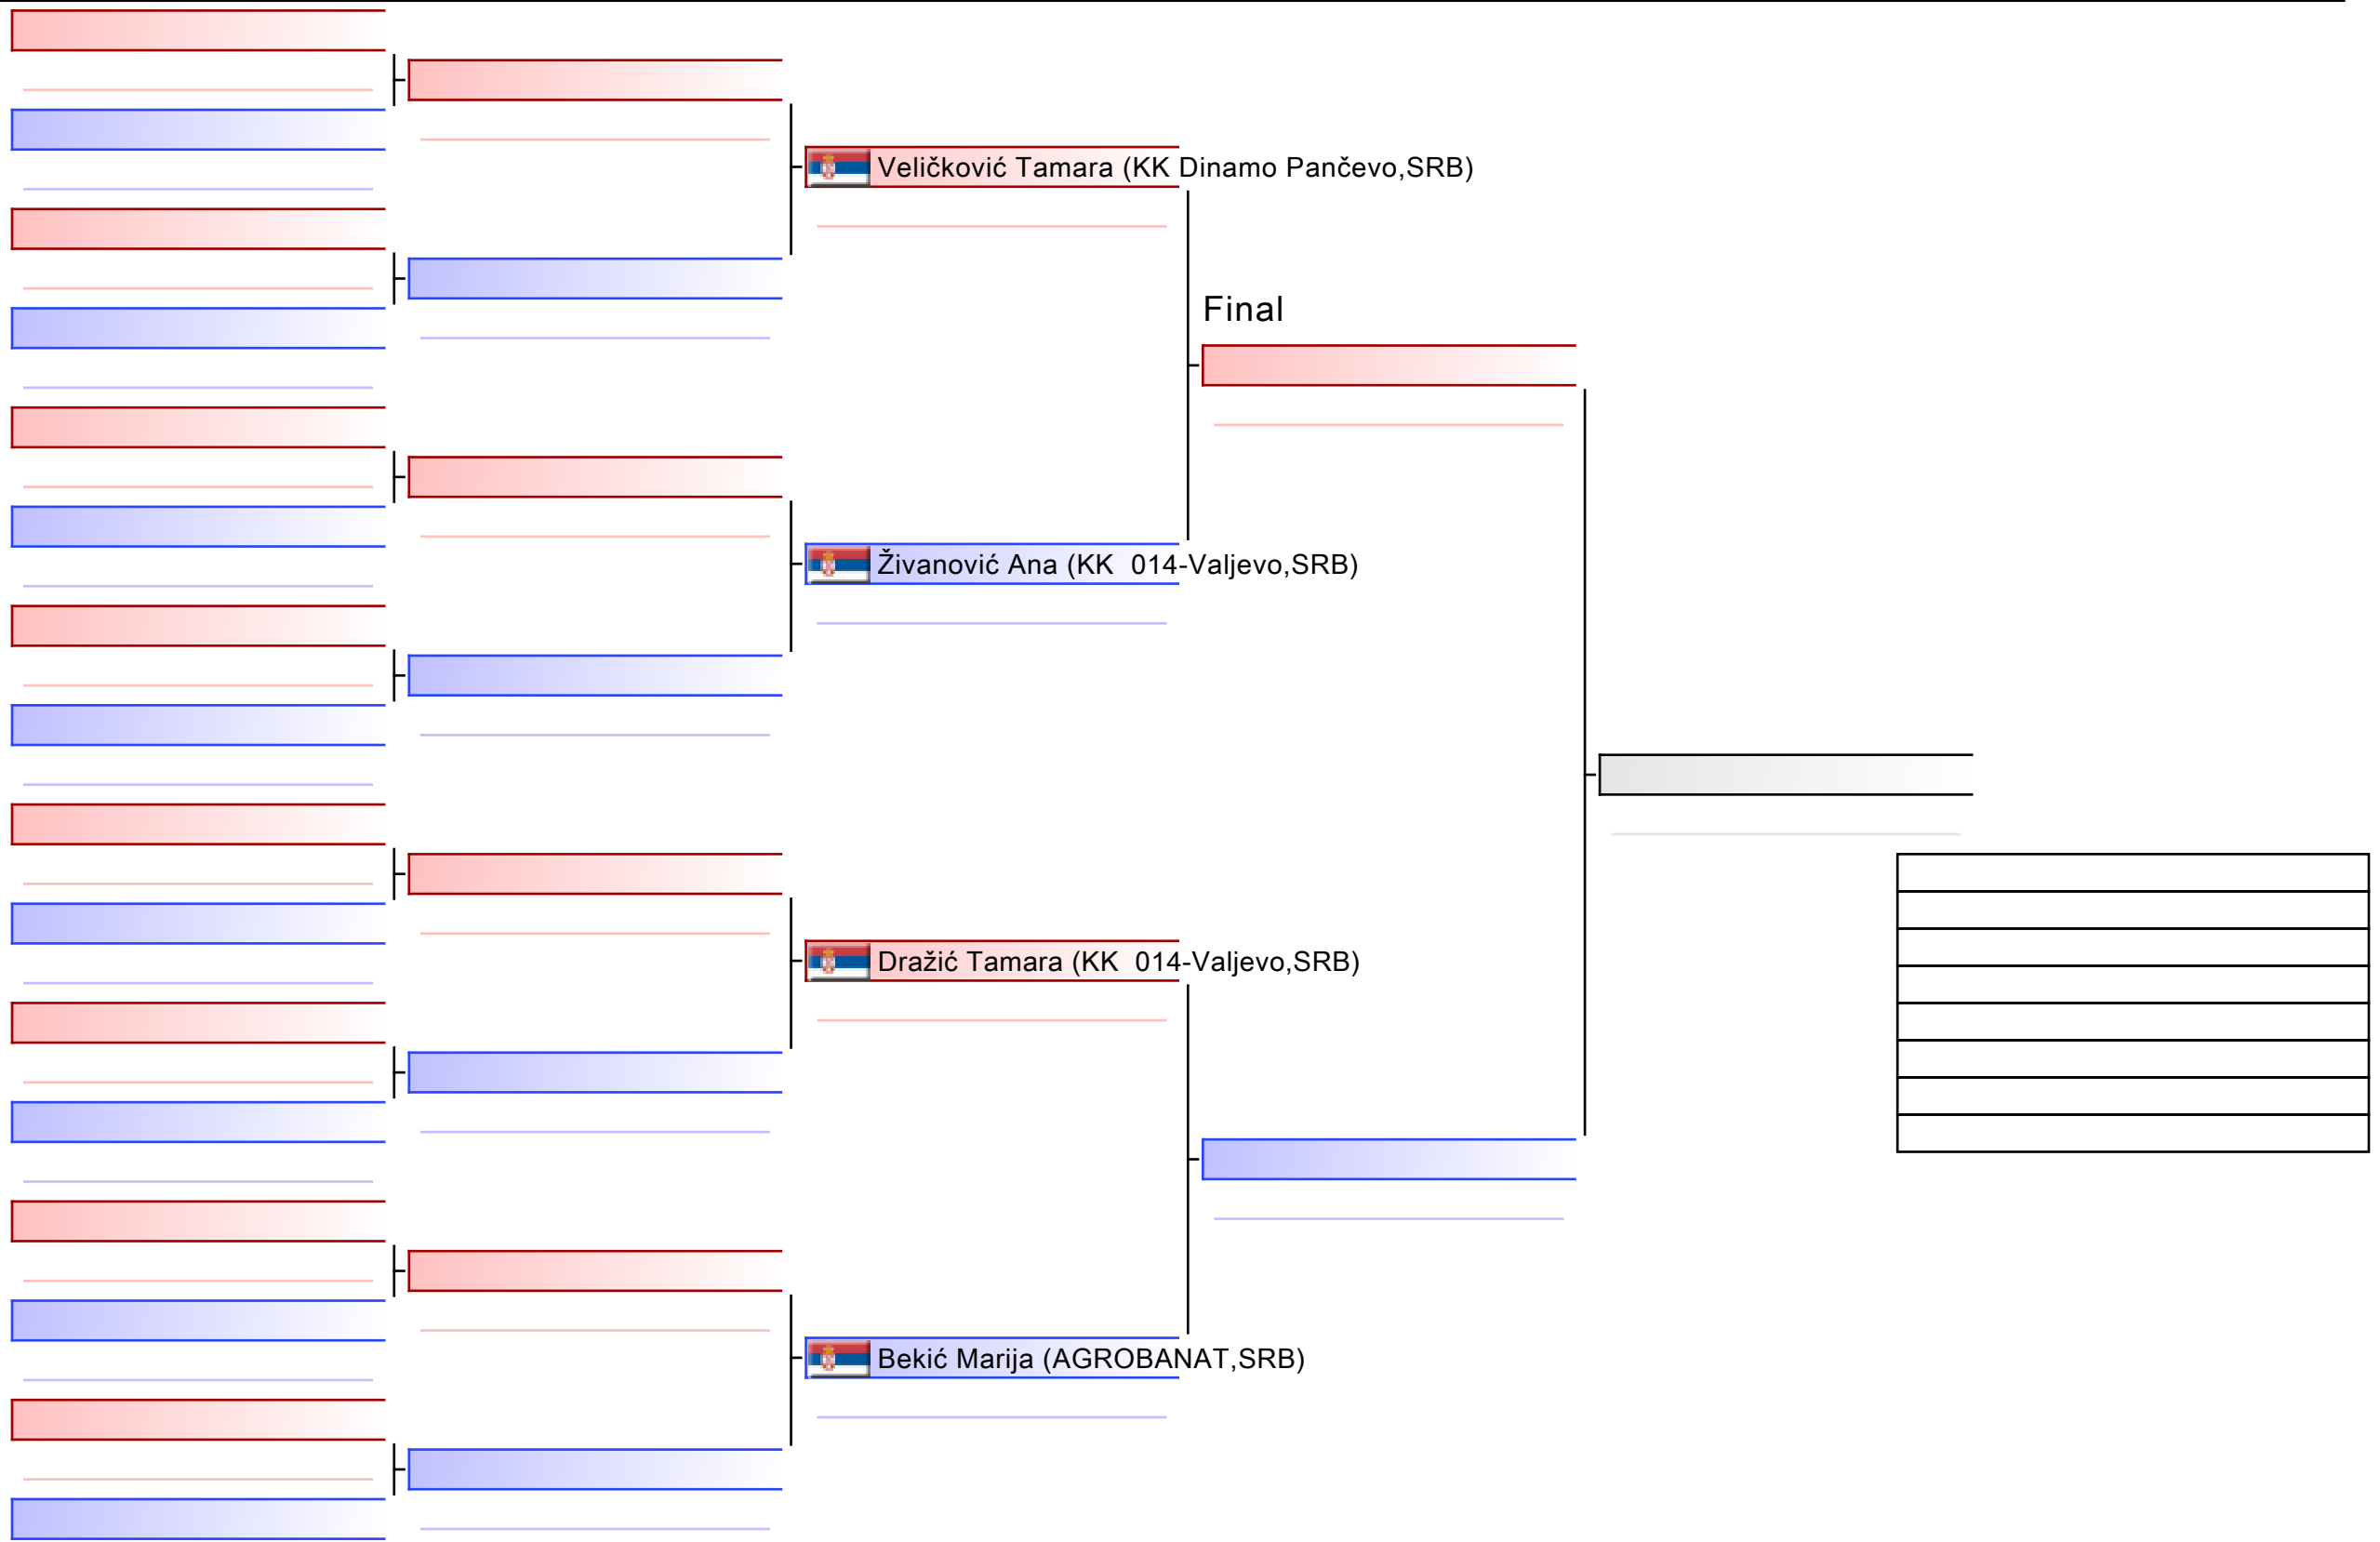 Veličković Tamara (KK Dinamo Pančevo,SRB)
Final
Živanović Ana (KK  014-Valjevo,SRB)
Dražić Tamara (KK  014-Valjevo,SRB)
Bekić Marija (AGROBANAT,SRB)